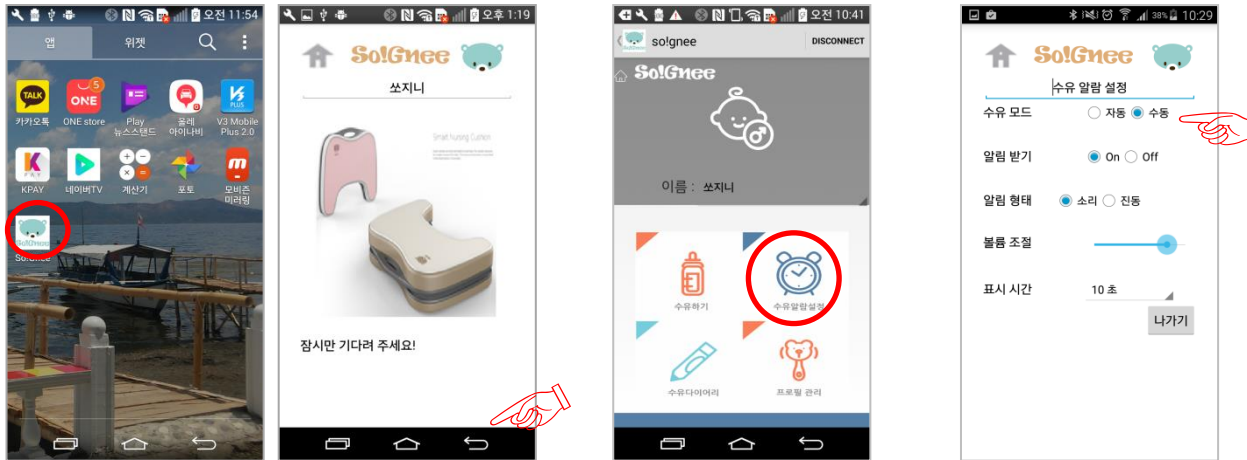 오전 11:54
앱
위젯
TALK
카카오톡
5
ONE
ONE store
Play
뉴스스탠드
올레
아이나비
V3
PLUS
V3 Mobile
Plus 2.0
K
PAY
KPAY
네이버TV
계산기
포토
m
모비즌
미러링
So!Gnee
So!Gnee
오후 1:19
So!Gnee
쏘지니
Smart Nursing Cushion
잠시만 기다려 주세요!
오전 10:41
so!gnee
DISCONNECT
So!Gnee
이름 : 쏘지니
수유하기
수유알람설정
수유다이어리
프로필 관리
38% 10:29
So!Gnee
수유 알람 설정
수유 모드 자동 수동
알림 받기 On Off
알림 형태 소리 진동
볼륨 조절
표시 시간 10 초
나가기